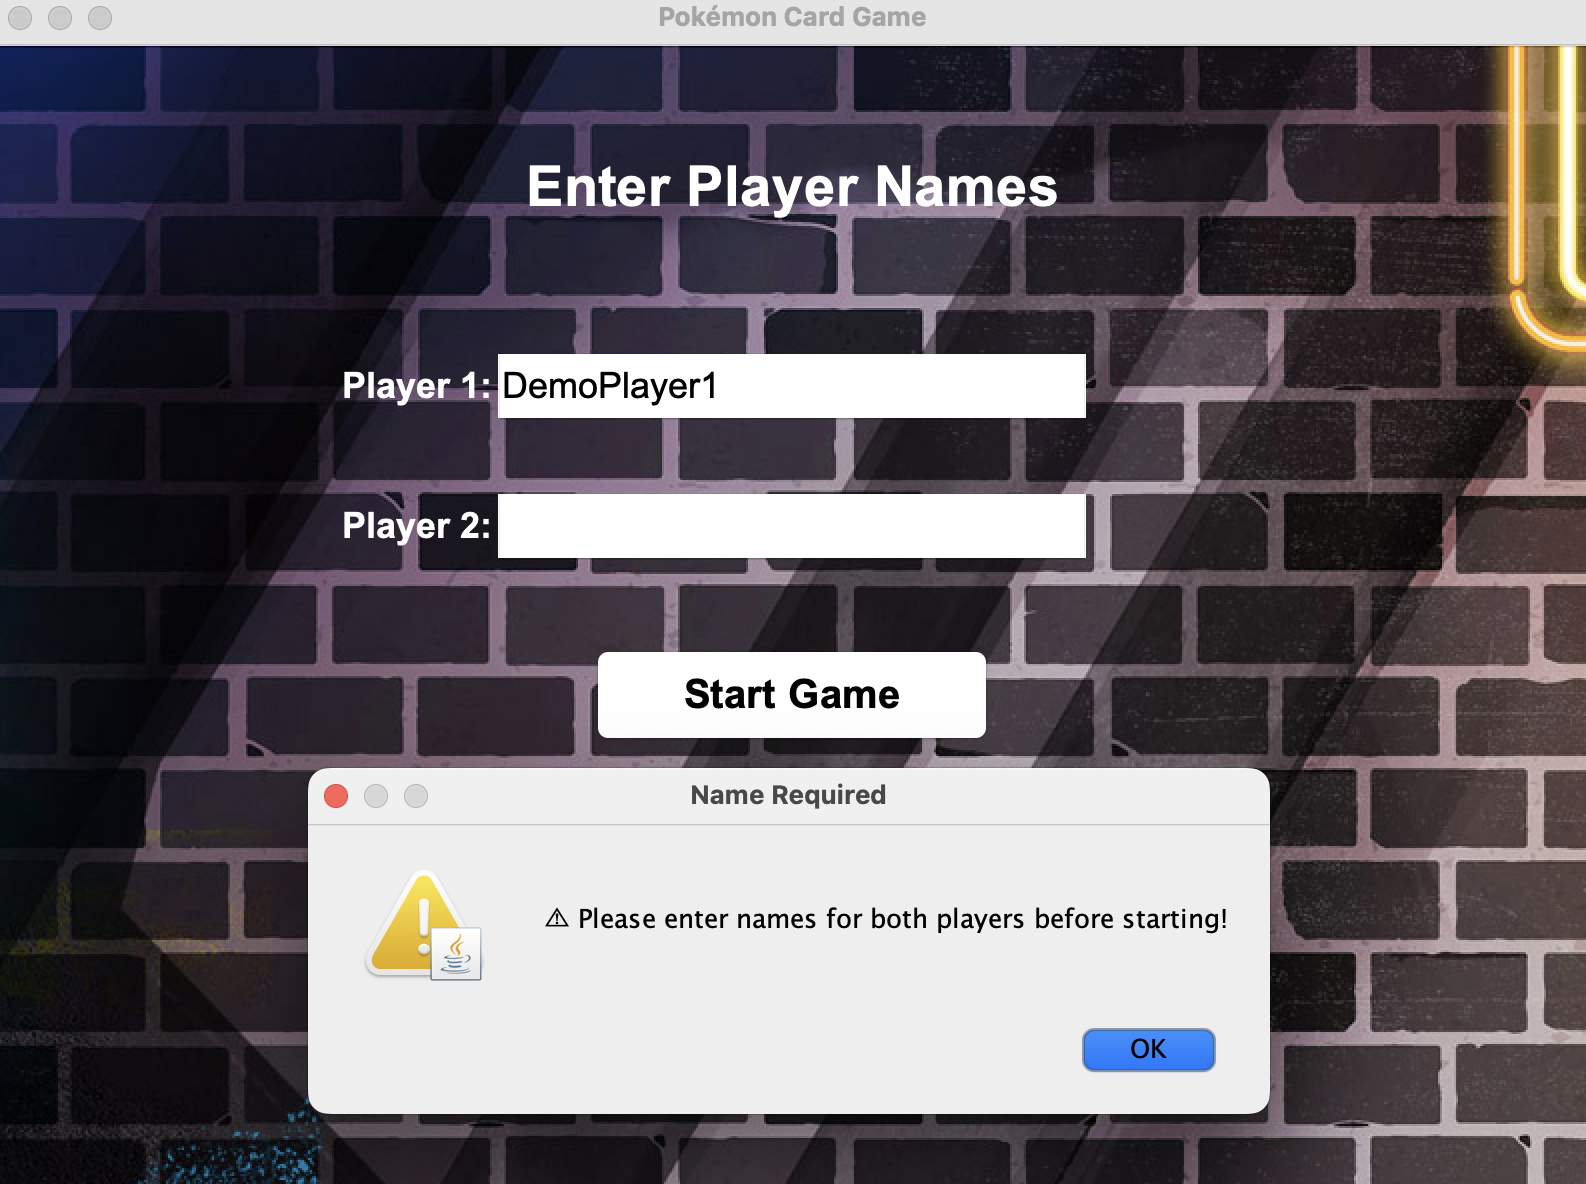 Pokémon Card Game
Enter Player Names
Player 1: DemoPlayer1
Player 2:
Start Game
Name Required
⚠ Please enter names for both players before starting!
OK